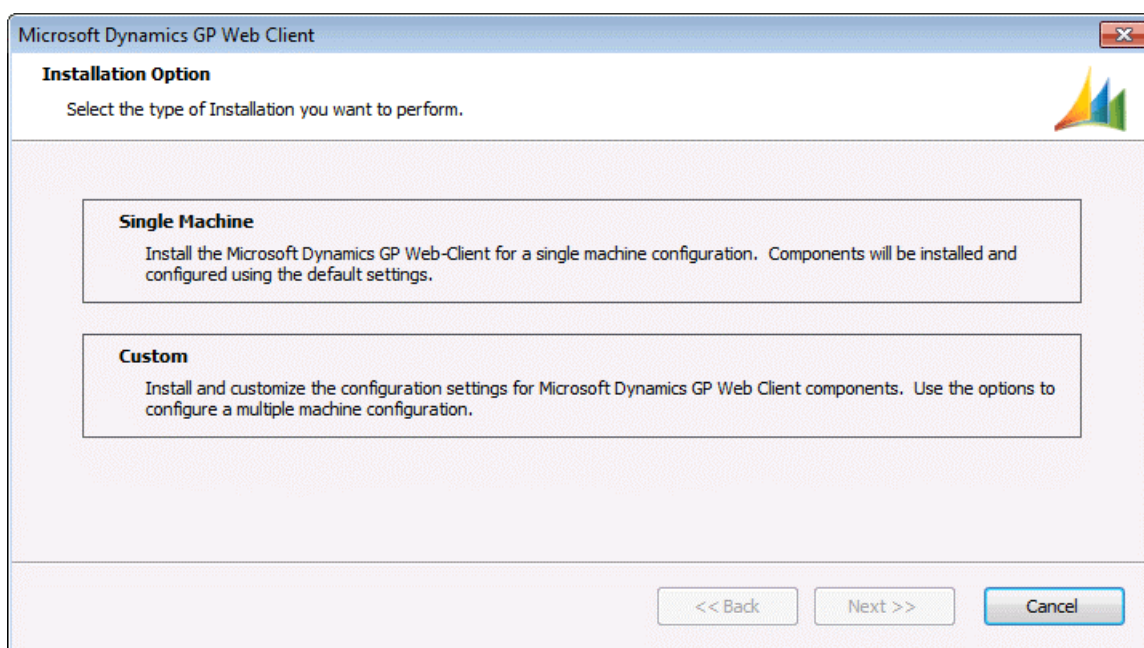 Microsoft Dynamics GP Web Client
Installation Option
Select the type of Installation you want to perform.
Single Machine
Install the Microsoft Dynamics GP Web-Client for a single machine configuration.  Components will be installed and
configured using the default settings.
Custom
Install and customize the configuration settings for Microsoft Dynamics GP Web Client components.  Use the options to
configure a multiple machine configuration.
<< Back
Next >>
Cancel